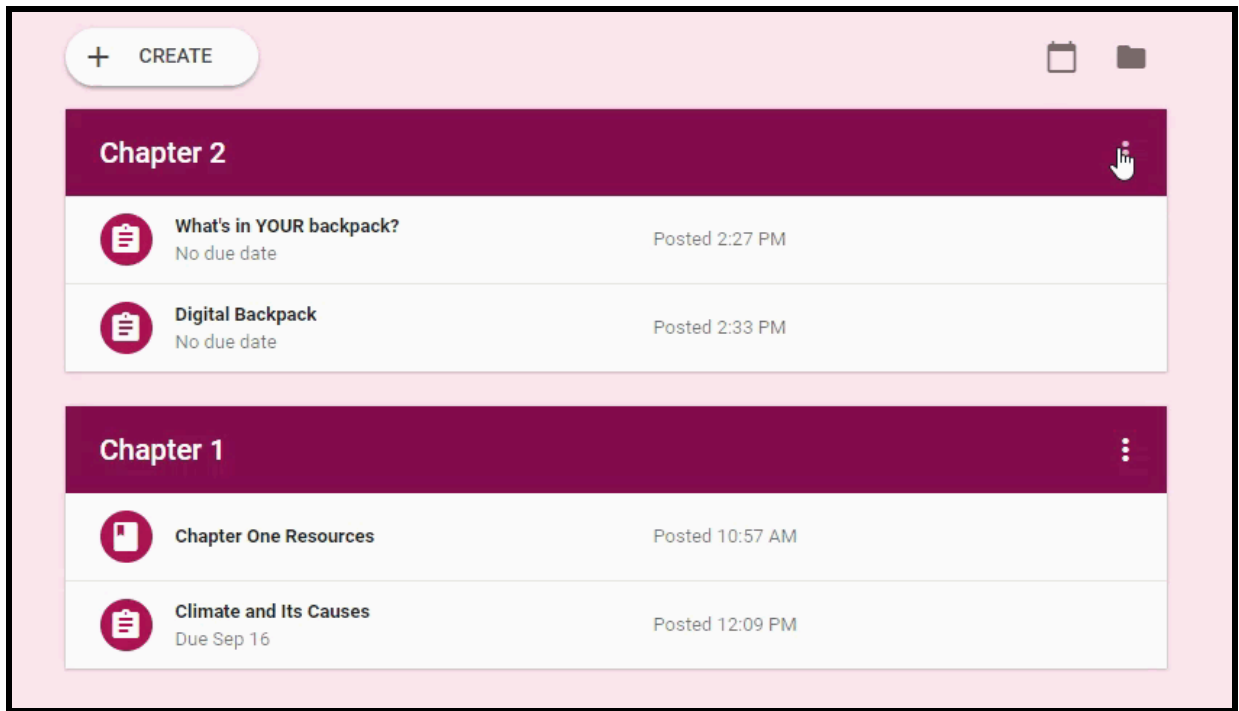 CREATE
Chapter 2
What's in YOUR backpack?
No due date
Posted 2:27 PM
Digital Backpack
No due date
Posted 2:33 PM
Chapter 1
Chapter One Resources
Posted 10:57 AM
Climate and Its Causes
Due Sep 16
Posted 12:09 PM